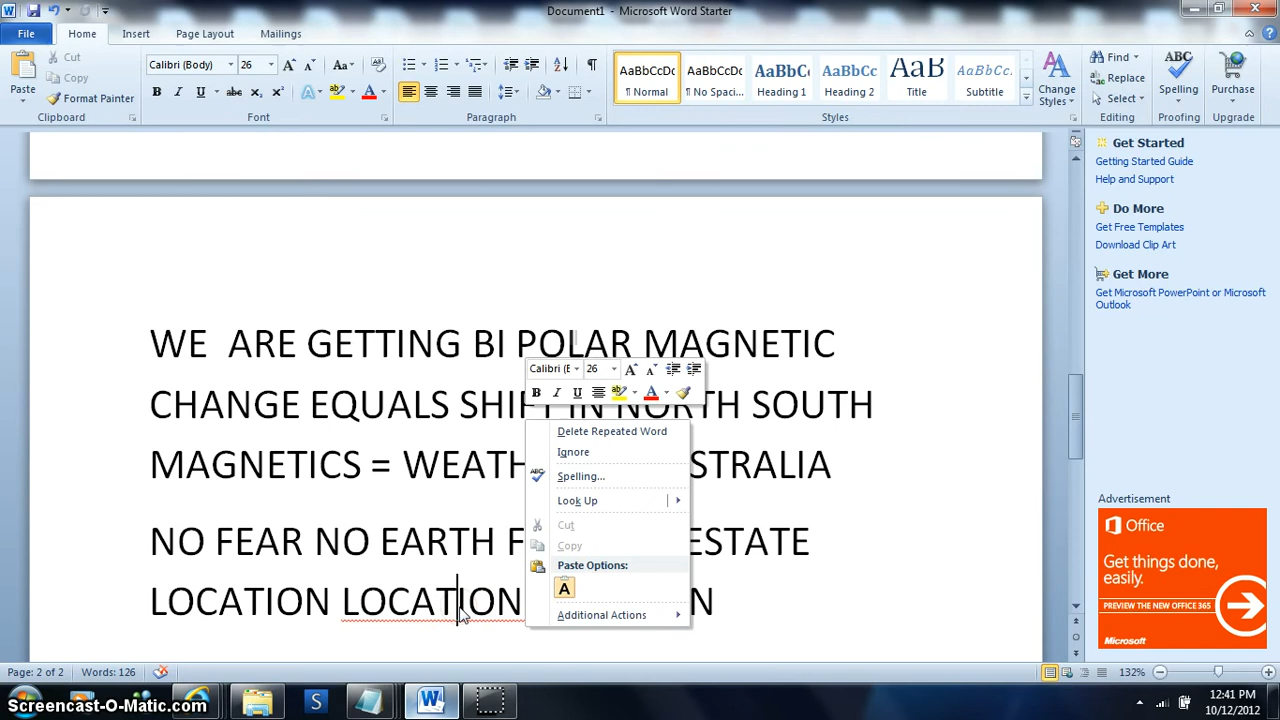 Document1 - Microsoft Word Starter
File Home Insert Page Layout Mailings
Paste
Cut
Copy
Format Painter
Clipboard
Calibri (Body) 26
Font
Paragraph
AaBbCcDc AaBbCcDc AaBbCc AaBbCc AaB AaBbCcDc
¶ Normal ¶ No Spaci... Heading 1 Heading 2 Title Subtitle
Change Styles
Styles
Find
Replace
Select
Editing
Spelling
Proofing
Purchase
Upgrade
Get Started
Getting Started Guide
Help and Support
Do More
Get Free Templates
Download Clip Art
Get More
Get Microsoft PowerPoint or Microsoft
Outlook
WE ARE GETTING BI POLAR MAGNETIC
CHANGE EQUALS SHIFT IN NORTH SOUTH
MAGNETICS = WEATH STRALIA
NO FEAR NO EARTH F ESTATE
LOCATION LOCATION N
Calibri (E 26
Delete Repeated Word
Ignore
Spelling...
Look Up
Cut
Copy
Paste Options:
Additional Actions
Advertisement
Office
Get things done,
easily.
PREVIEW THE NEW OFFICE 365
Microsoft
Page: 2 of 2 Words: 126
132%
Screencast-O-Matic.com
12:41 PM
10/12/2012